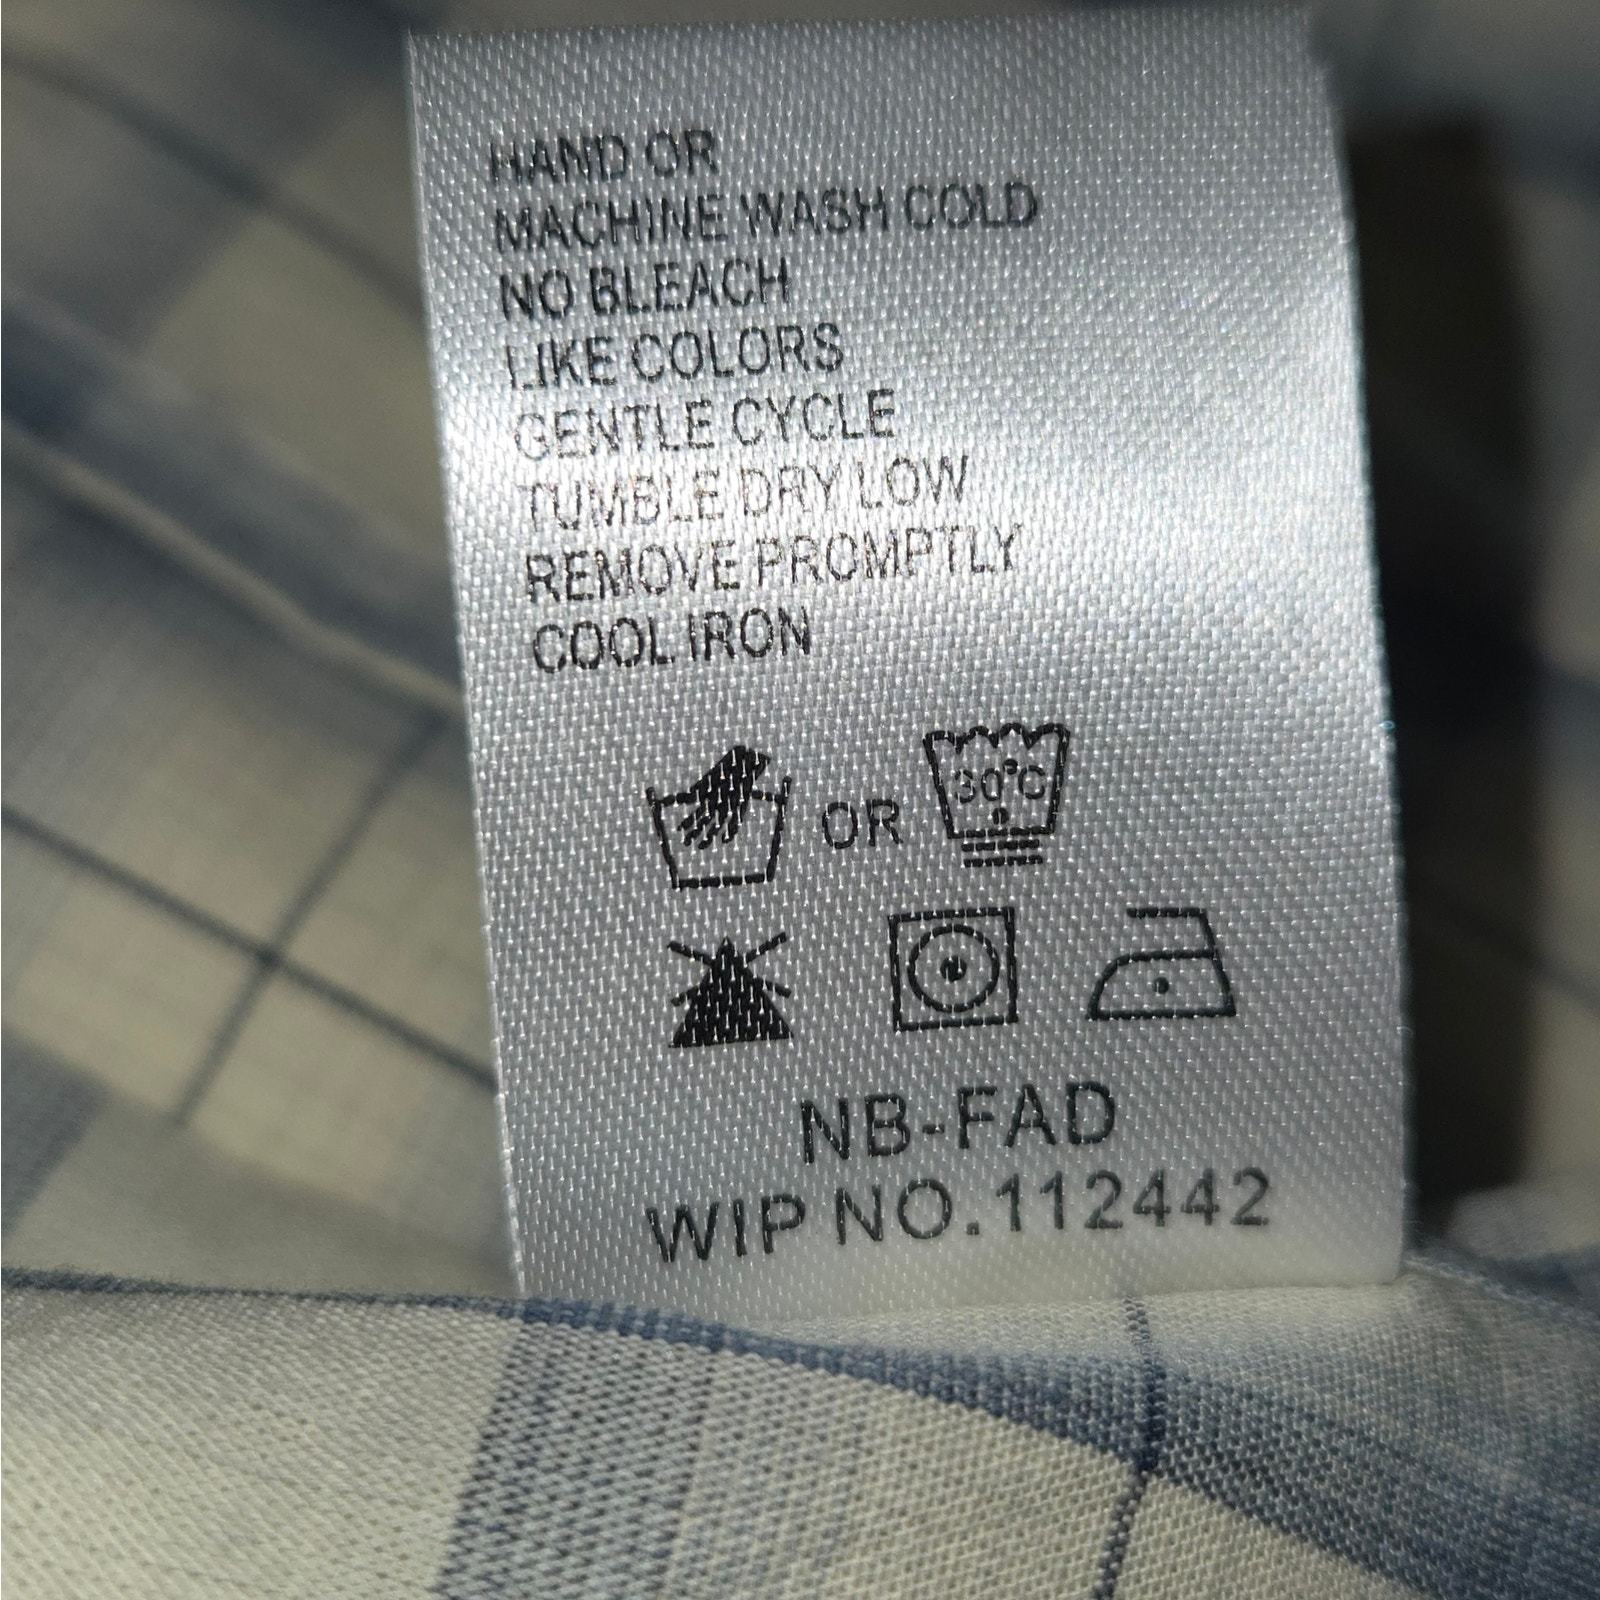 HAND OR
MACHINE WASH COLD
NO BLEACH
LIKE COLORS
GENTLE CYCLE
TUMBLE DRY LOW
REMOVE PROMPTLY
COOL IRON
OR 30°C
NB-FAD
WIP NO.112442